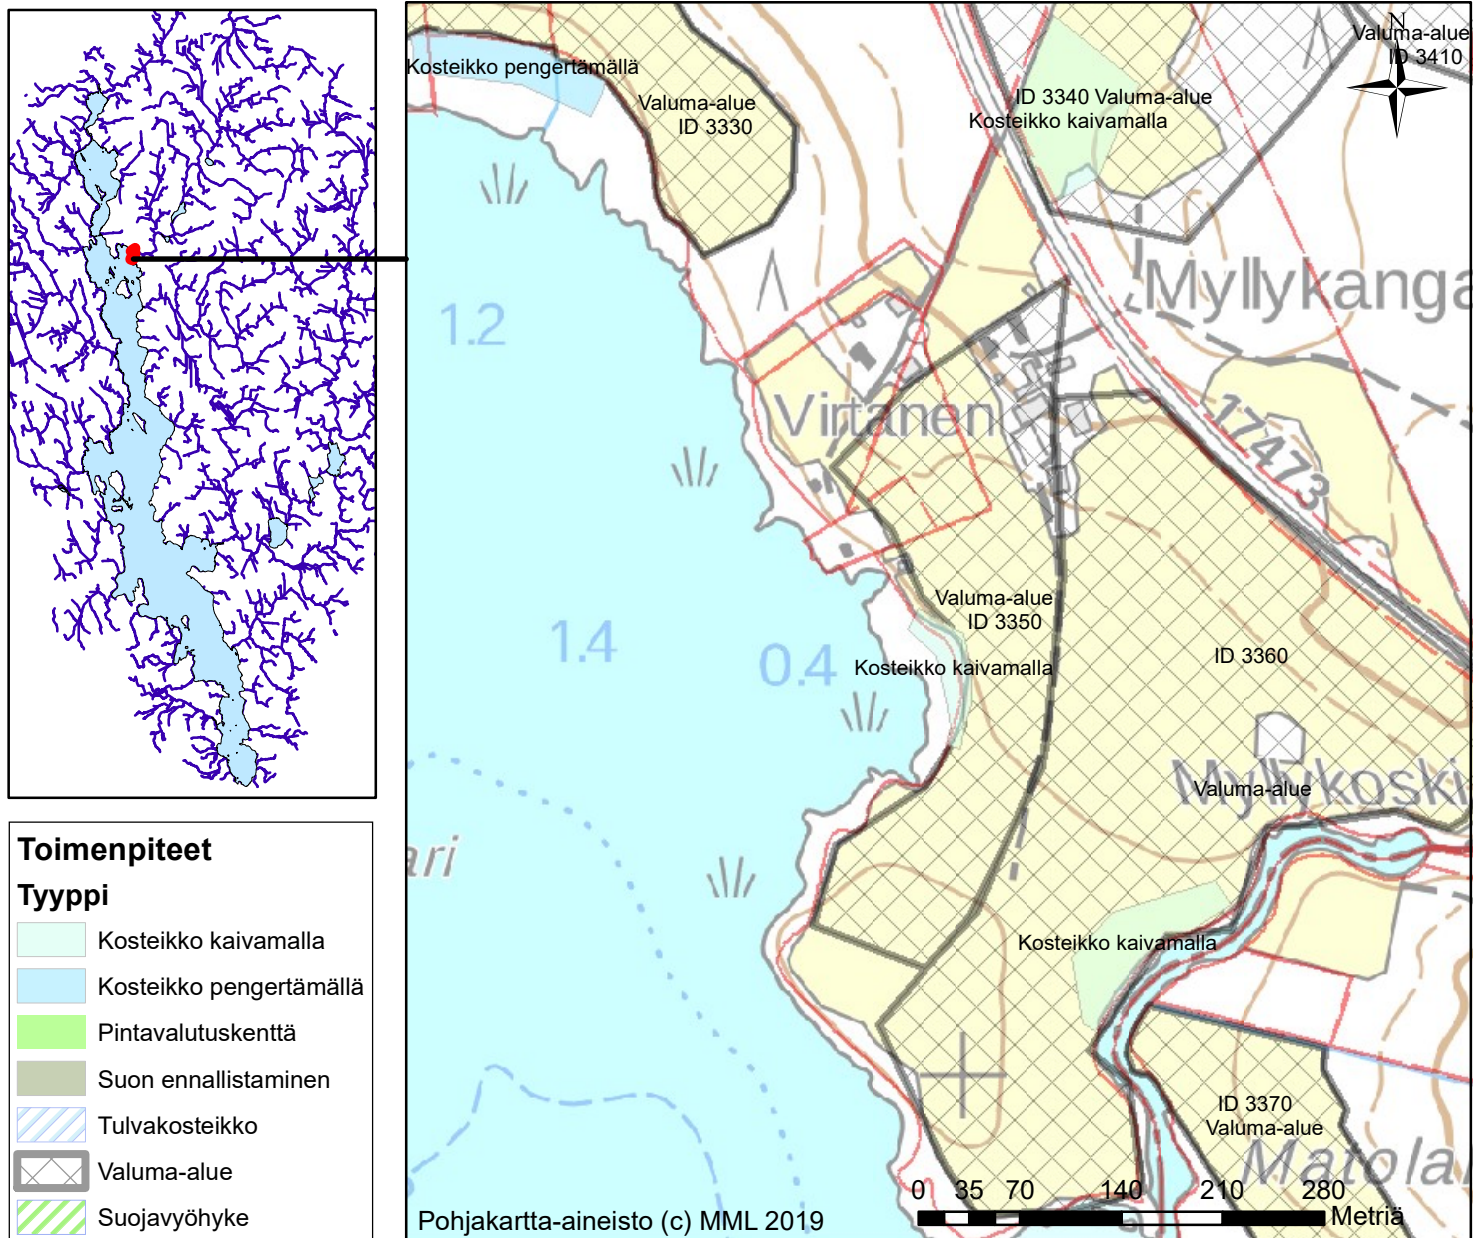 Kosteikko pengertämällä
Valuma-alue
ID 3330
ID 3340 Valuma-alue
Kosteikko kaivamalla
N
Valuma-alue
ID 3410
1.2
Myllykanga
Virtanen
17473
Valuma-alue
ID 3350
1.4
0.4
Kosteikko kaivamalla
ID 3360
Myllykoski
Valuma-alue
ari
Kosteikko kaivamalla
ID 3370
Valuma-alue
Matola
0 35 70 140 210 280
Metriä
Pohjakartta-aineisto (c) MML 2019
Toimenpiteet
Tyyppi
Kosteikko kaivamalla
Kosteikko pengertämällä
Pintavalutuskenttä
Suon ennallistaminen
Tulvakosteikko
Valuma-alue
Suojavyöhyke